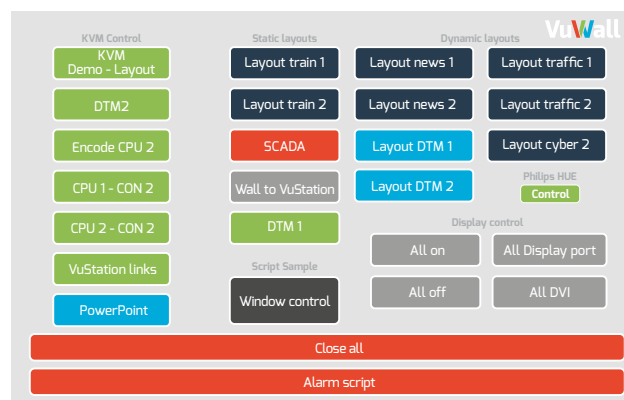 VuWall
KVM Control
KVM
Demo - Layout
DTM2
Encode CPU 2
CPU 1 - CON 2
CPU 2 - CON 2
VuStation links
PowerPoint
Static layouts
Layout train 1
Layout train 2
SCADA
Wall to VuStation
DTM 1
Script Sample
Window control
Dynamic layouts
Layout news 1
Layout traffic 1
Layout news 2
Layout traffic 2
Layout DTM 1
Layout cyber 2
Layout DTM 2
Philips HUE
Control
Display control
All on
All Display port
All off
All DVI
Close all
Alarm script